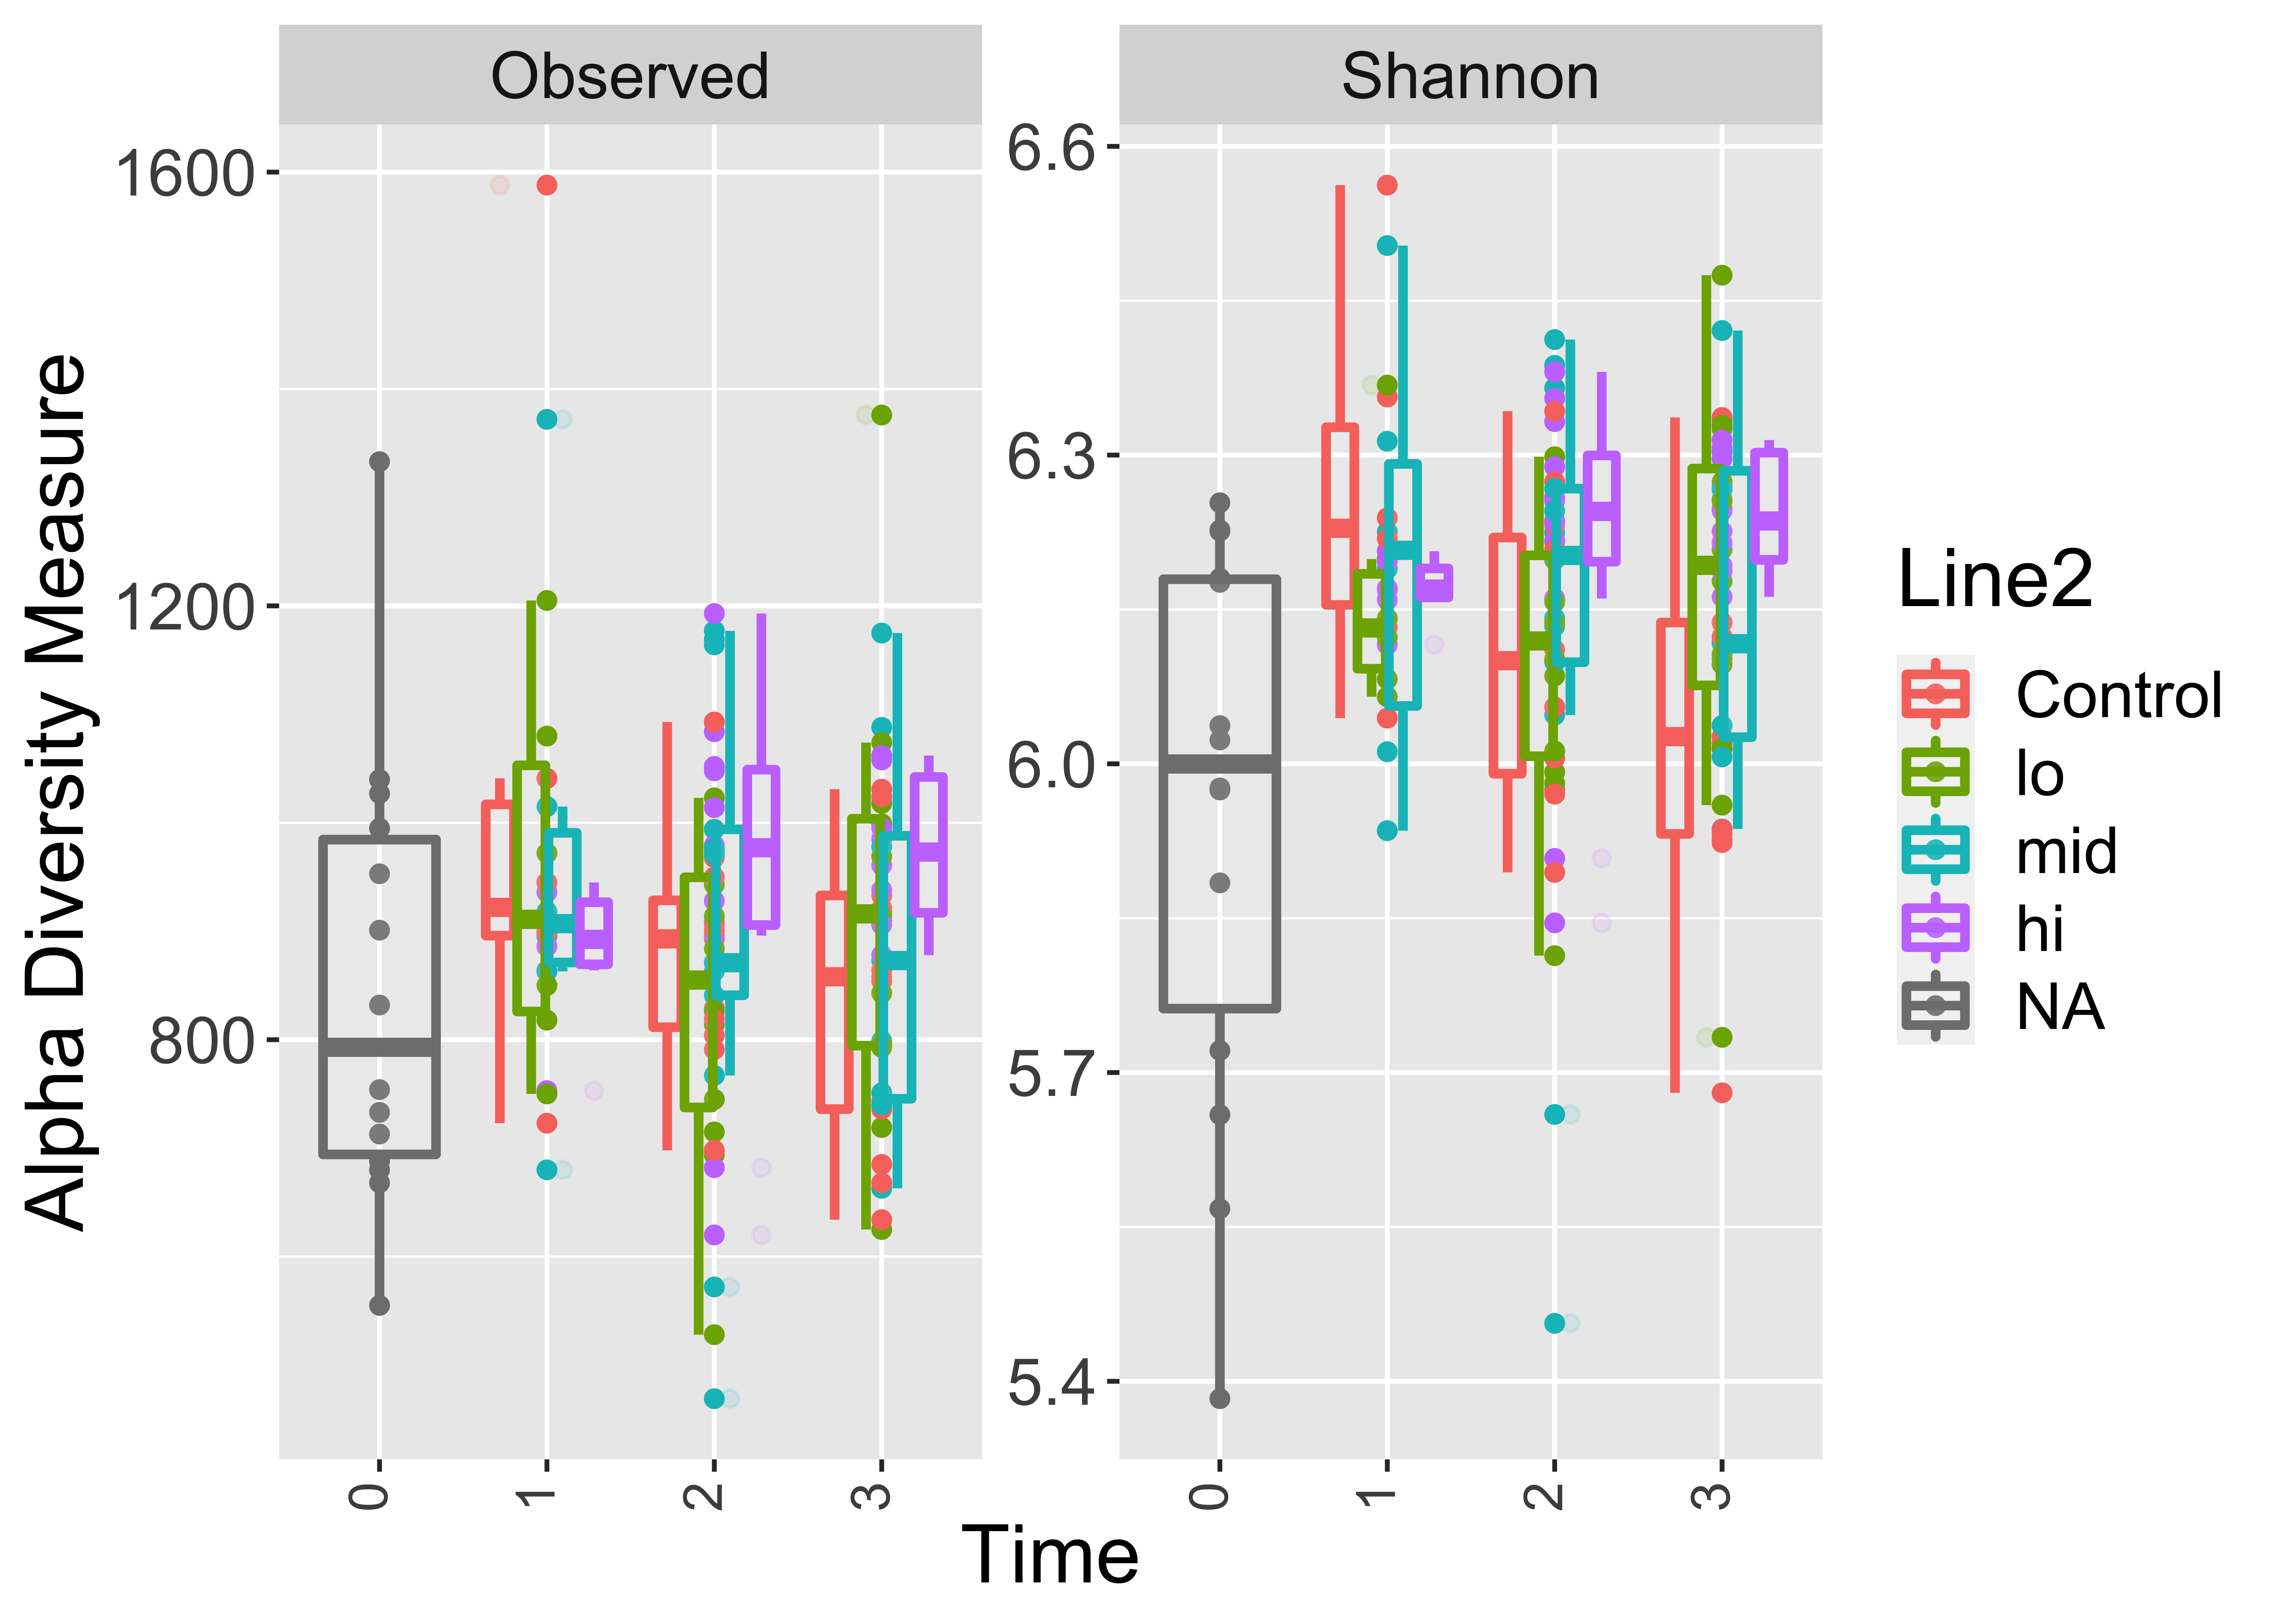 Observed
Shannon
Alpha Diversity Measure
1600
1200
800
6.6
6.3
6.0
5.7
5.4
0
1
2
3
0
1
2
3
Time
Line2
Control
lo
mid
hi
NA